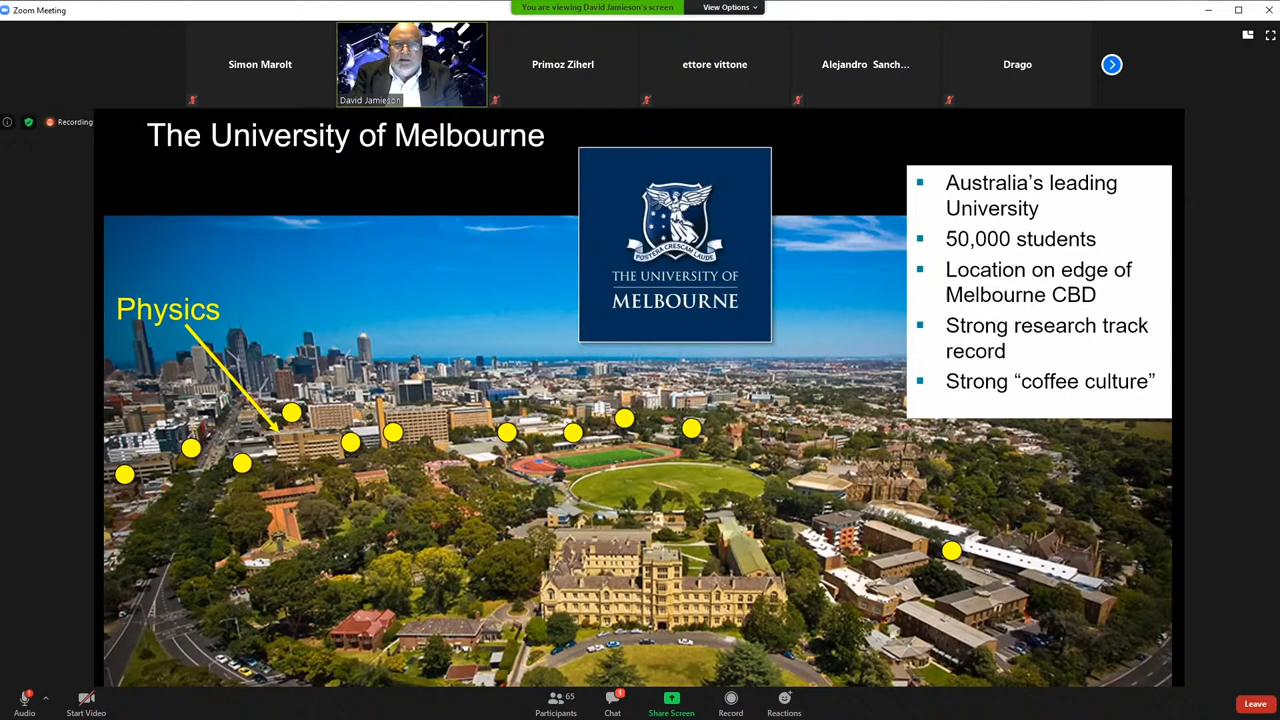 Zoom Meeting
You are viewing David Jamieson's screen
View Options
Simon Marolt
David Jamieson
Primoz Ziherl
ettore vittone
Alejandro Sanch...
Drago
Recording
The University of Melbourne
POSTERA CRESCAM LAUDE
THE UNIVERSITY OF
MELBOURNE
Australia's leading
University
50,000 students
Location on edge of
Melbourne CBD
Strong research track
record
Strong “coffee culture”
Physics
Audio
Start Video
65
Participants
1
Chat
Share Screen
Record
Reactions
Leave